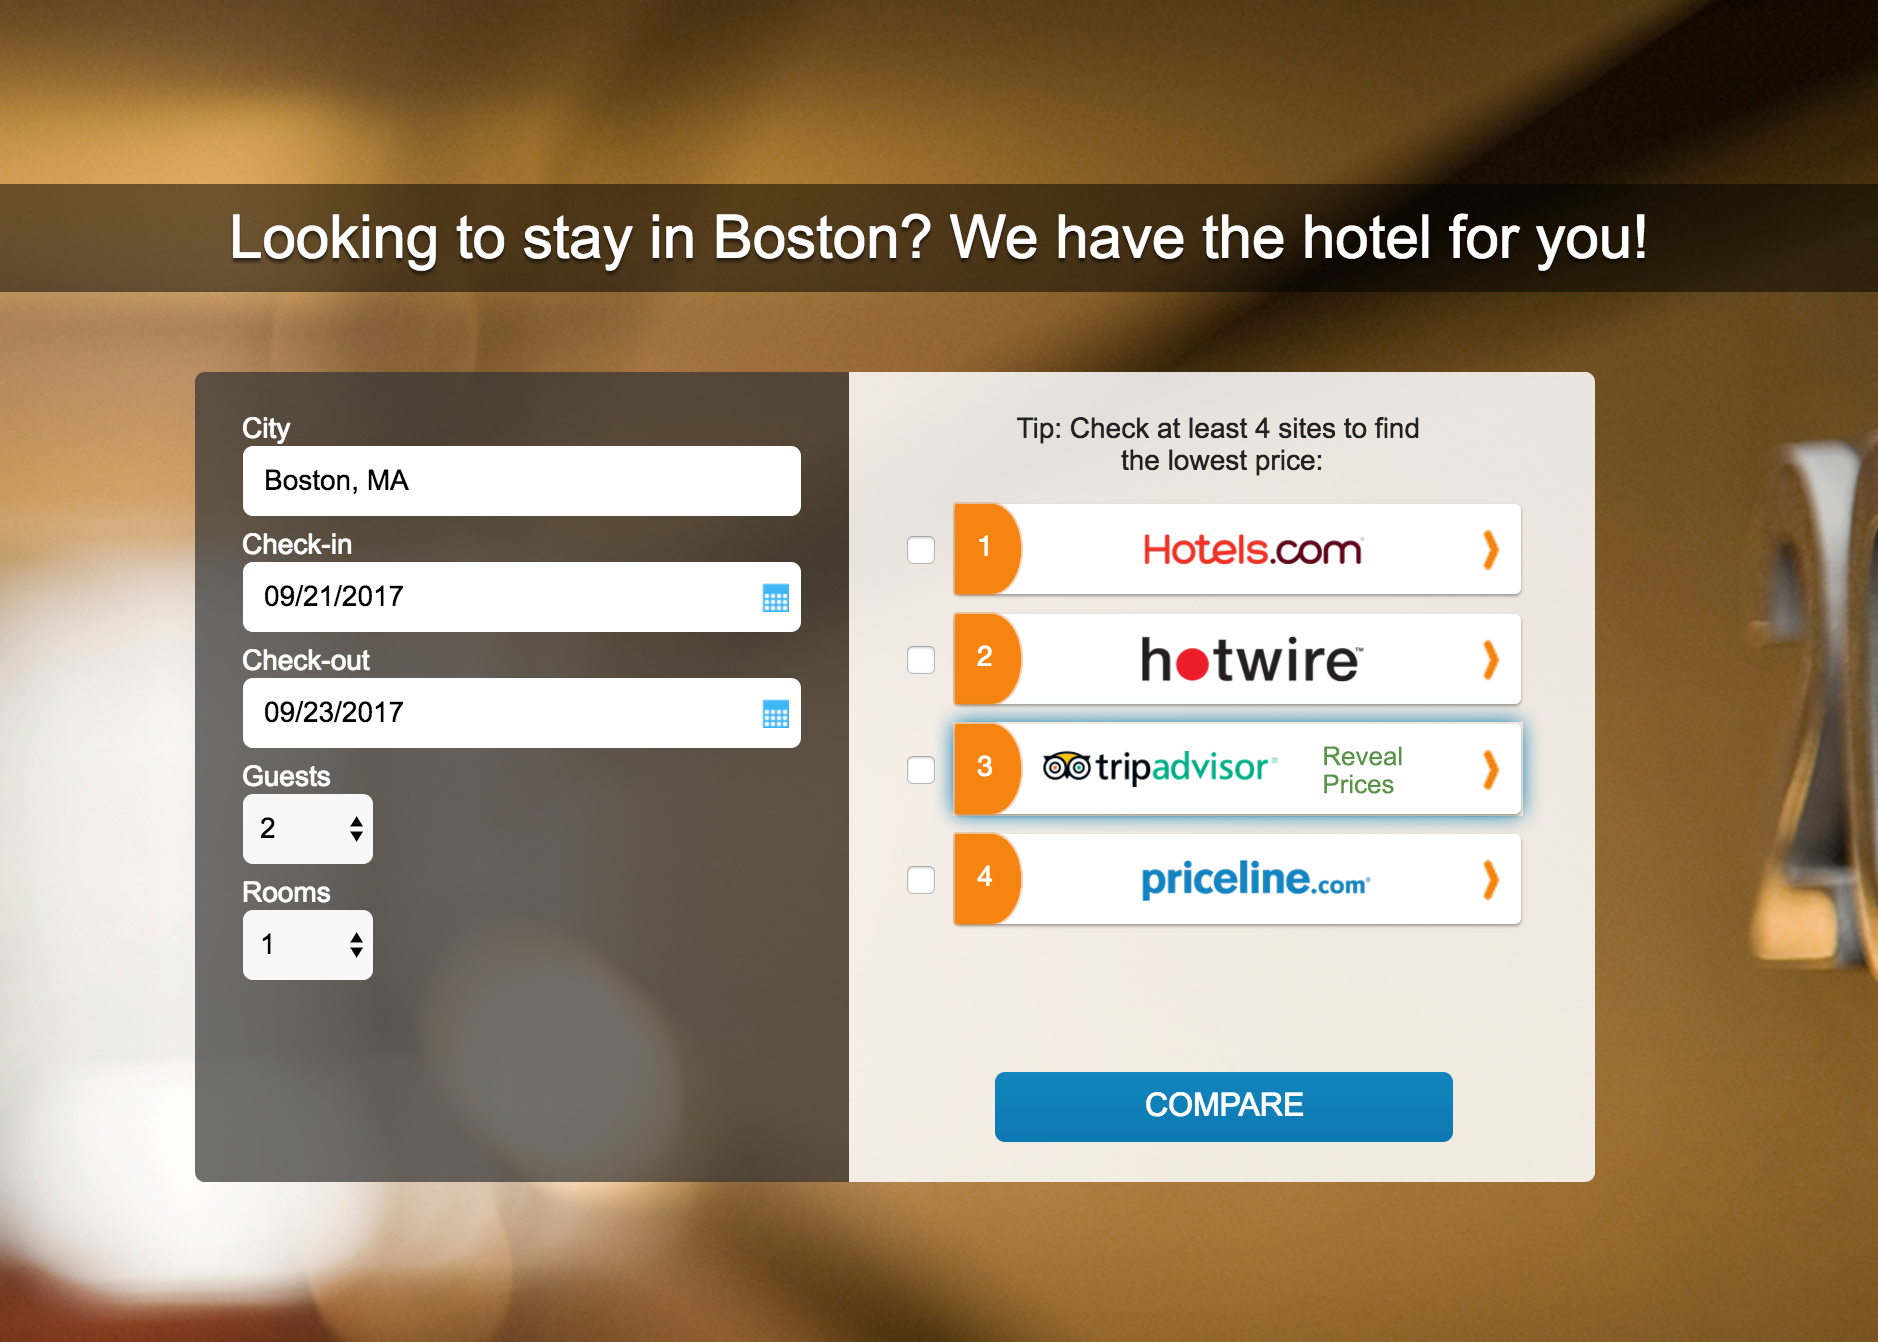 Looking to stay in Boston? We have the hotel for you!
City
Boston, MA
Check-in
09/21/2017
Check-out
09/23/2017
Guests
2
Rooms
1
Tip: Check at least 4 sites to find
the lowest price:
1 Hotels.com
2 hotwire™
3 tripadvisor® Reveal
Prices
4 priceline.com®
COMPARE